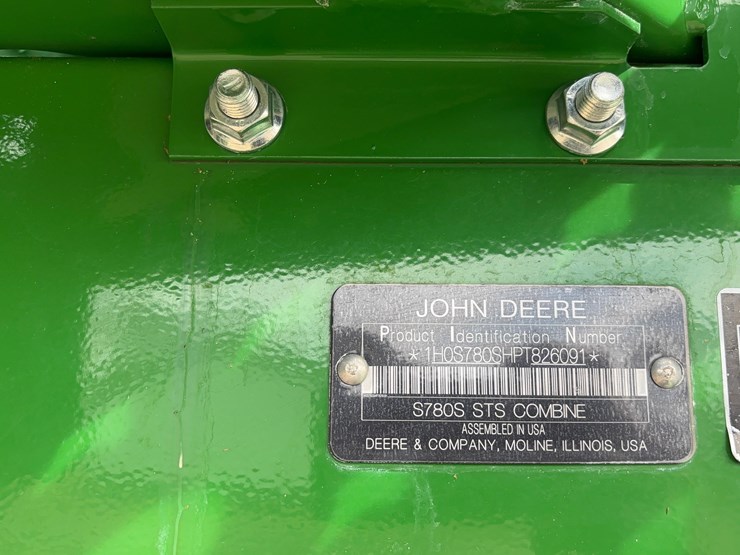 JOHN DEERE
Product Identification Number
*1H0S780SHPT826091*
S780S STS COMBINE
ASSEMBLED IN USA
DEERE & COMPANY, MOLINE, ILLINOIS, USA